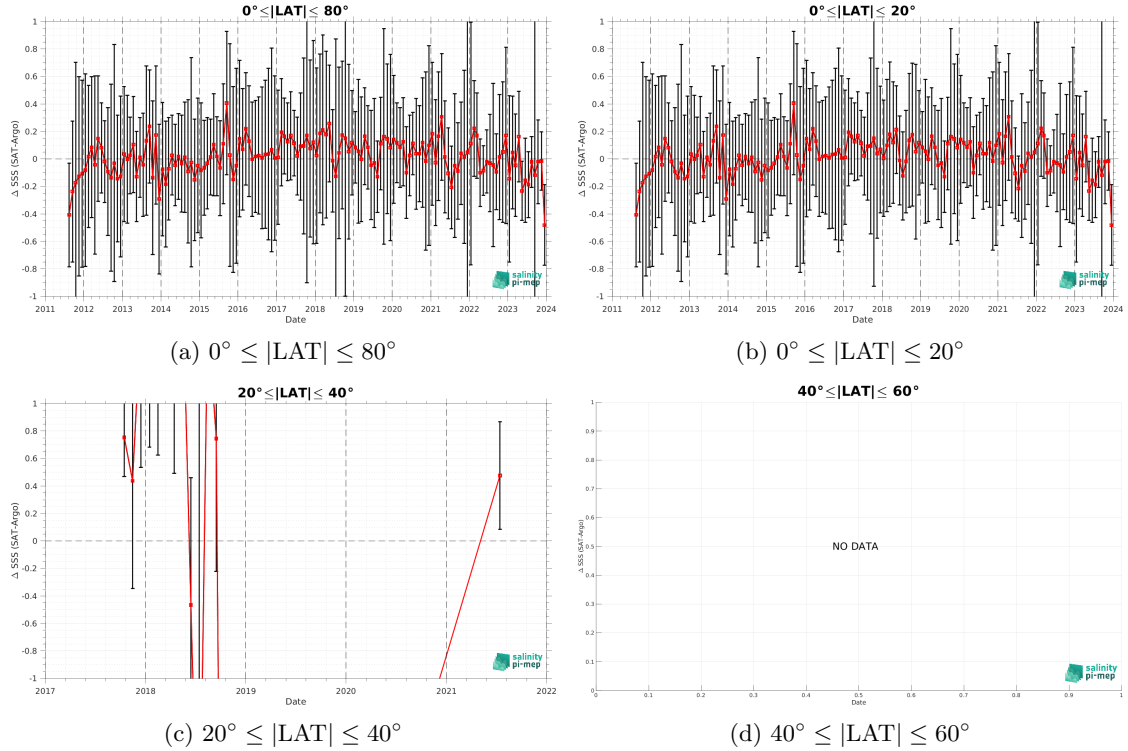 0°≤|LAT|≤ 80°
Δ SSS (SAT-Argo)
1
0.8
0.6
0.4
0.2
0
-0.2
-0.4
-0.6
-0.8
-1
2011 2012 2013 2014 2015 2016 2017 2018 2019 2020 2021 2022 2023 2024
Date
salinity
pi-mep
(a) 0° ≤ |LAT| ≤ 80°
0°≤|LAT|≤ 20°
Δ SSS (SAT-Argo)
1
0.8
0.6
0.4
0.2
0
-0.2
-0.4
-0.6
-0.8
-1
2011 2012 2013 2014 2015 2016 2017 2018 2019 2020 2021 2022 2023 2024
Date
salinity
pi-mep
(b) 0° ≤ |LAT| ≤ 20°
20°≤|LAT|≤ 40°
Δ SSS (SAT-Argo)
1
0.8
0.6
0.4
0.2
0
-0.2
-0.4
-0.6
-0.8
-1
2017 2018 2019 2020 2021 2022
Date
salinity
pi-mep
(c) 20° ≤ |LAT| ≤ 40°
40°≤|LAT|≤ 60°
Δ SSS (SAT-Argo)
1
0.9
0.8
0.7
0.6
0.5
0.4
0.3
0.2
0.1
0
NO DATA
0 0.1 0.2 0.3 0.4 0.5 0.6 0.7 0.8 0.9 1
Date
salinity
pi-mep
(d) 40° ≤ |LAT| ≤ 60°